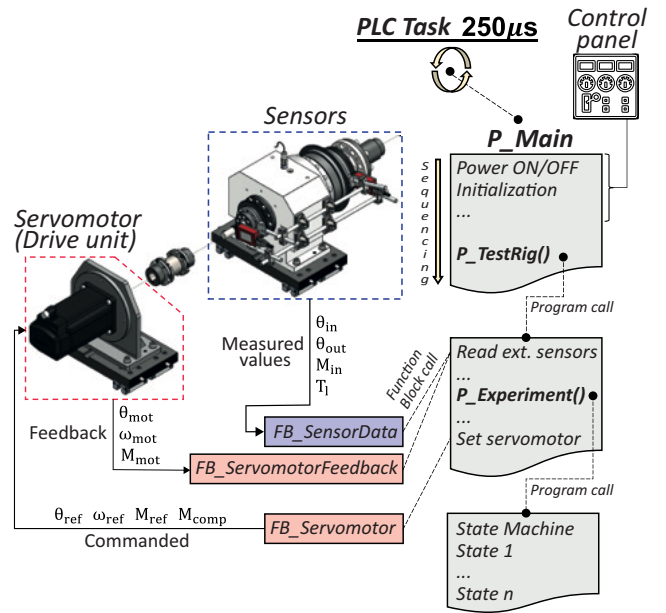 PLC Task 250μs
Control
panel
Sensors
P_Main
Sequencing
Power ON/OFF
Initialization
...
P_TestRig()
Servomotor
(Drive unit)
Program call
Measured
values
θin
θout
Min
Tl
Function
Block call
Read ext. sensors
...
P_Experiment()
...
Set servomotor
Feedback
θmot
ωmot
Mmot
FB_SensorData
FB_ServomotorFeedback
Program call
θref ωref Mref Mcomp
Commanded
FB_Servomotor
State Machine
State 1
...
State n